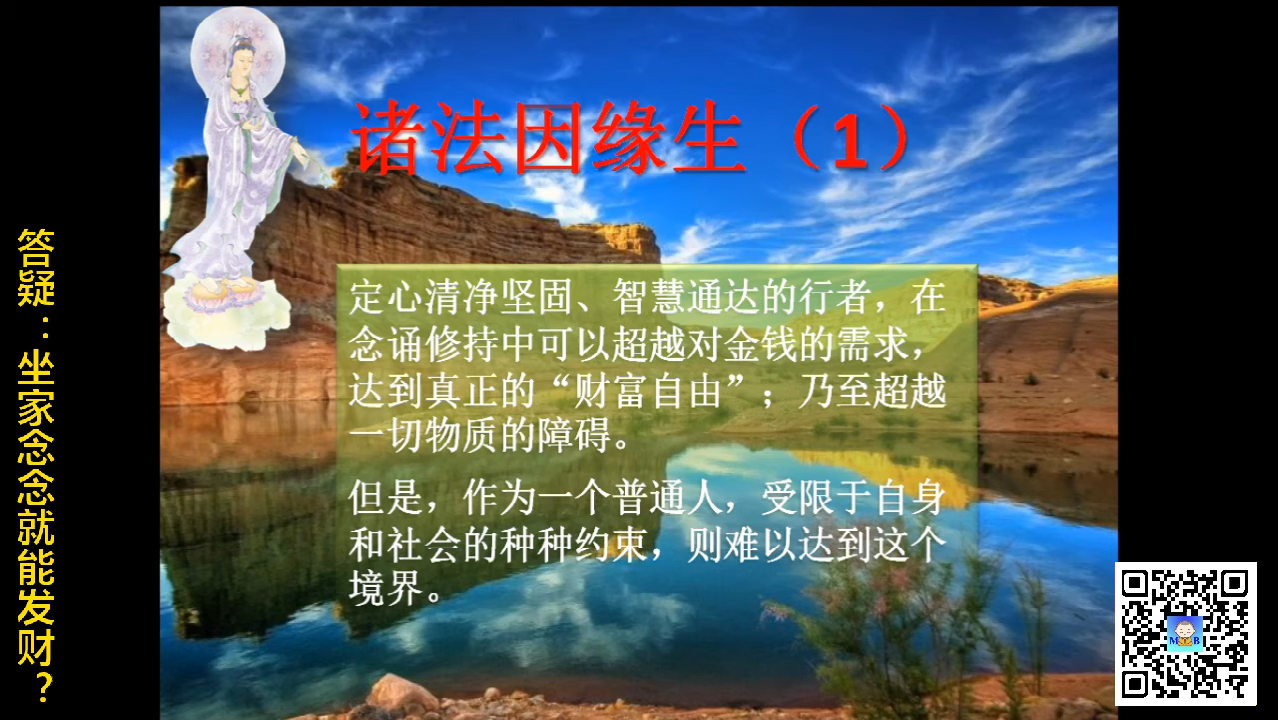 答疑：坐家念念就能发财？
诸法因缘生（1）
定心清净坚固、智慧通达的行者，在
念诵修持中可以超越对金钱的需求，
达到真正的“财富自由”；乃至超越
一切物质的障碍。
但是，作为一个普通人，受限于自身
和社会的种种约束，则难以达到这个
境界。